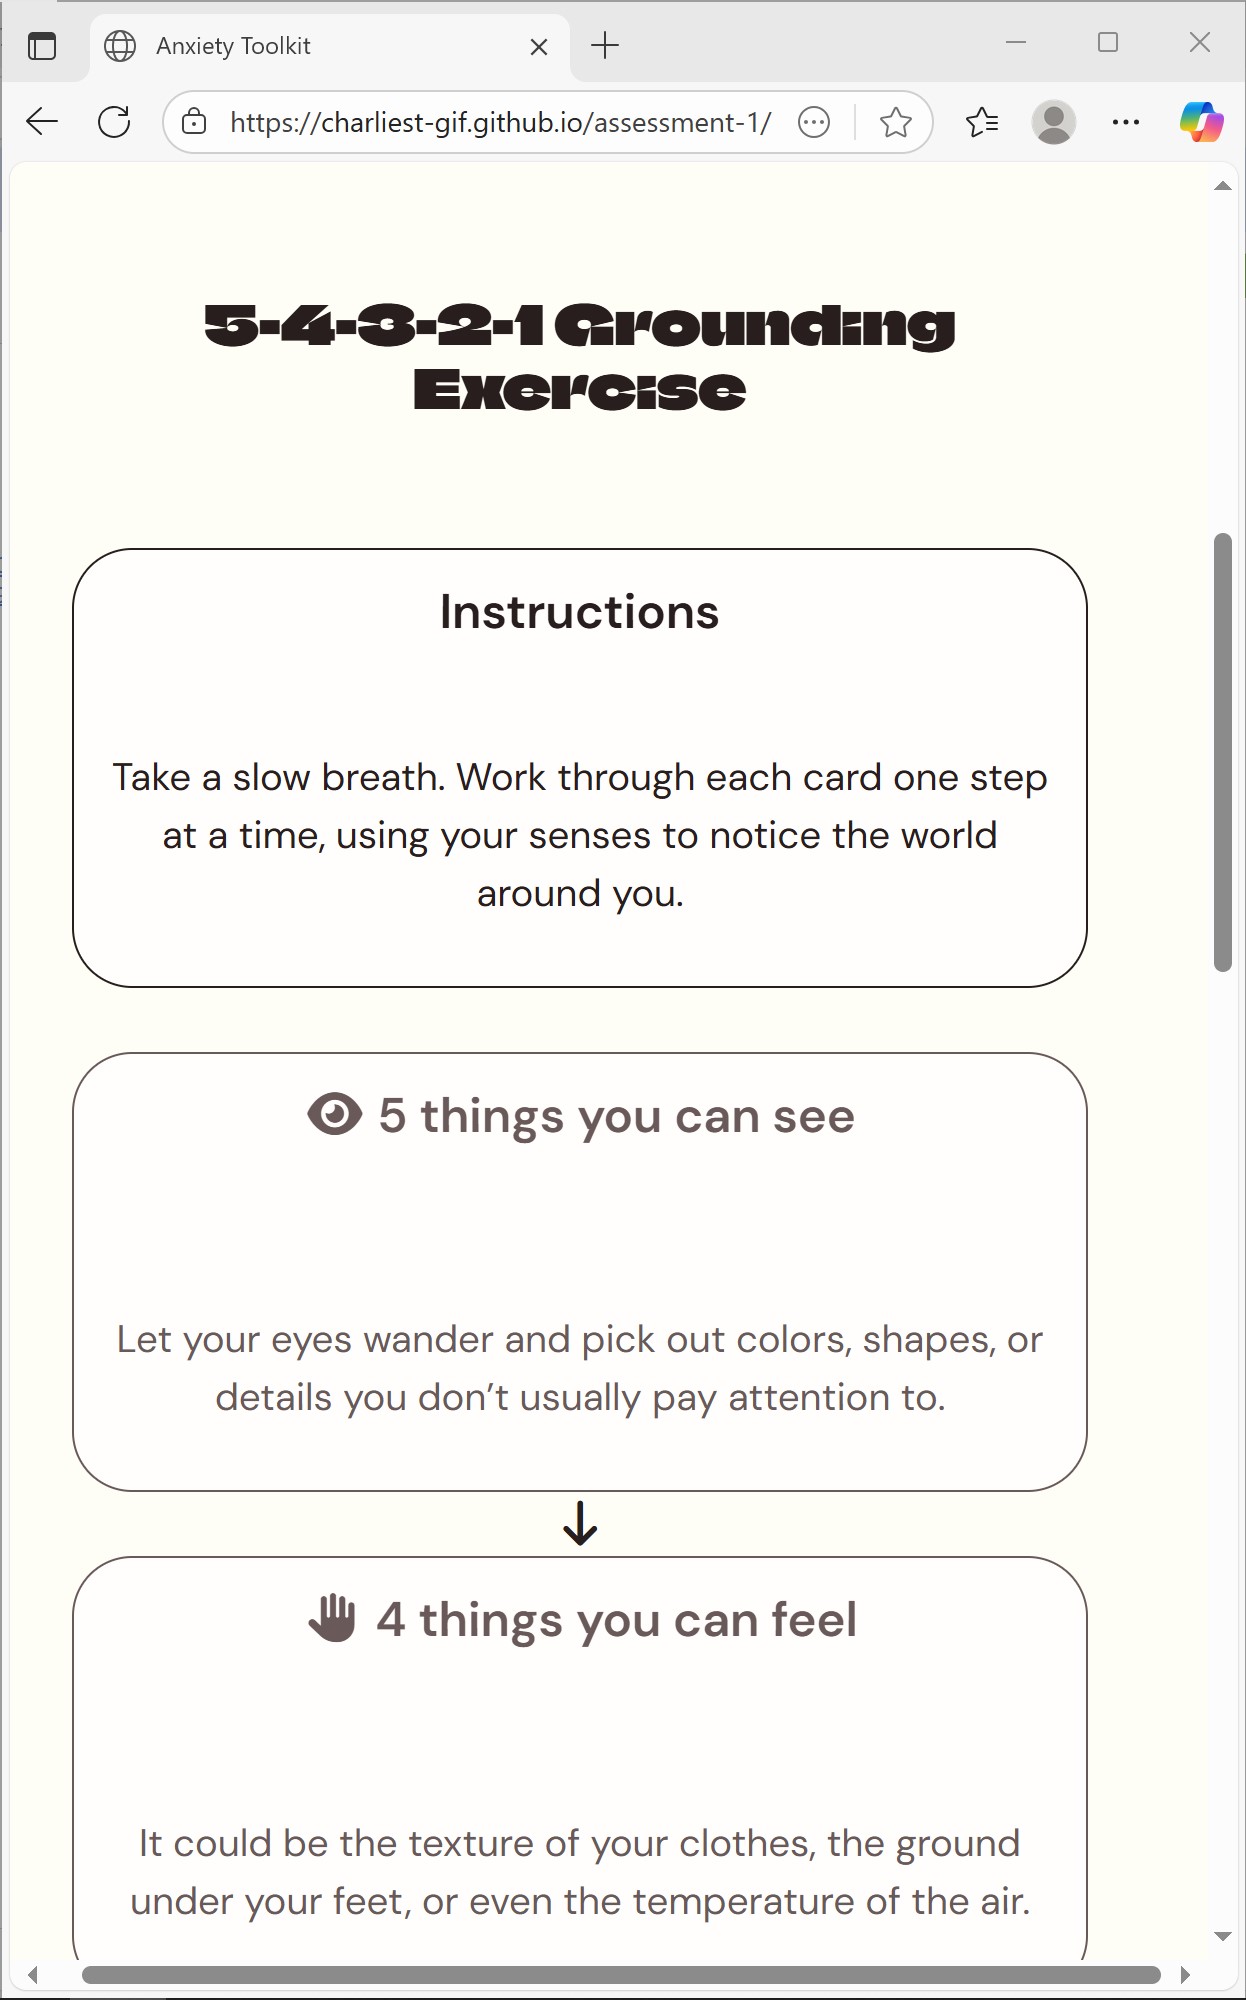 Anxiety Toolkit
https://charliest-gif.github.io/assessment-1/
5-4-3-2-1 Grounding
Exercise
Instructions
Take a slow breath. Work through each card one step
at a time, using your senses to notice the world
around you.
5 things you can see
Let your eyes wander and pick out colors, shapes, or
details you don’t usually pay attention to.
4 things you can feel
It could be the texture of your clothes, the ground
under your feet, or even the temperature of the air.